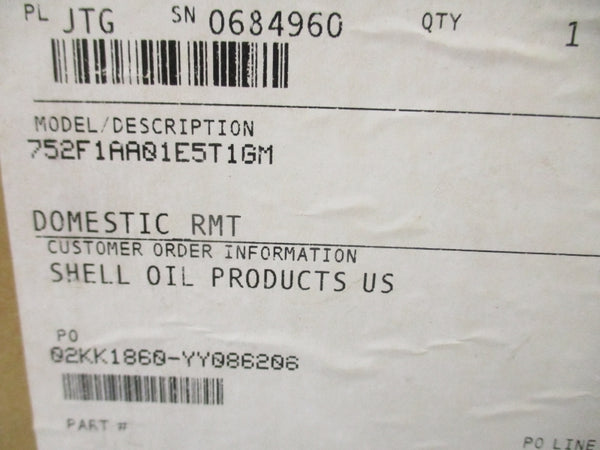 PL JTG SN 0684960 QTY 1
MODEL/DESCRIPTION
752F1AA01E5T1GM
DOMESTIC RMT
CUSTOMER ORDER INFORMATION
SHELL OIL PRODUCTS US
PO
02KK1860-YY086206
PART #
PO LINE